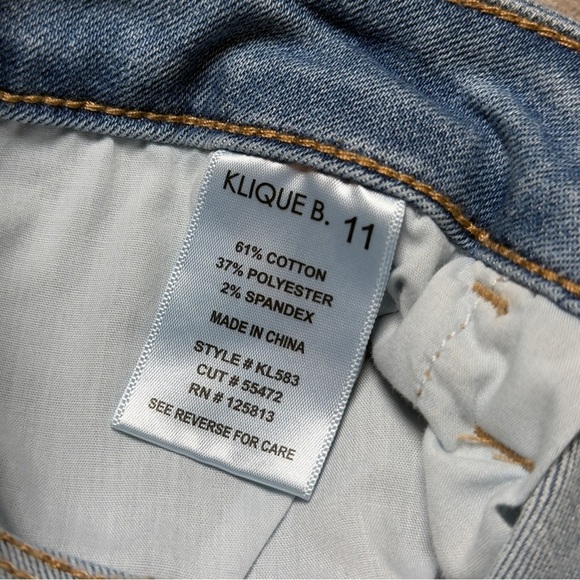 KLIQUE B. 11
61% COTTON
37% POLYESTER
2% SPANDEX
MADE IN CHINA
STYLE # KL583
CUT # 55472
RN # 125813
SEE REVERSE FOR CARE